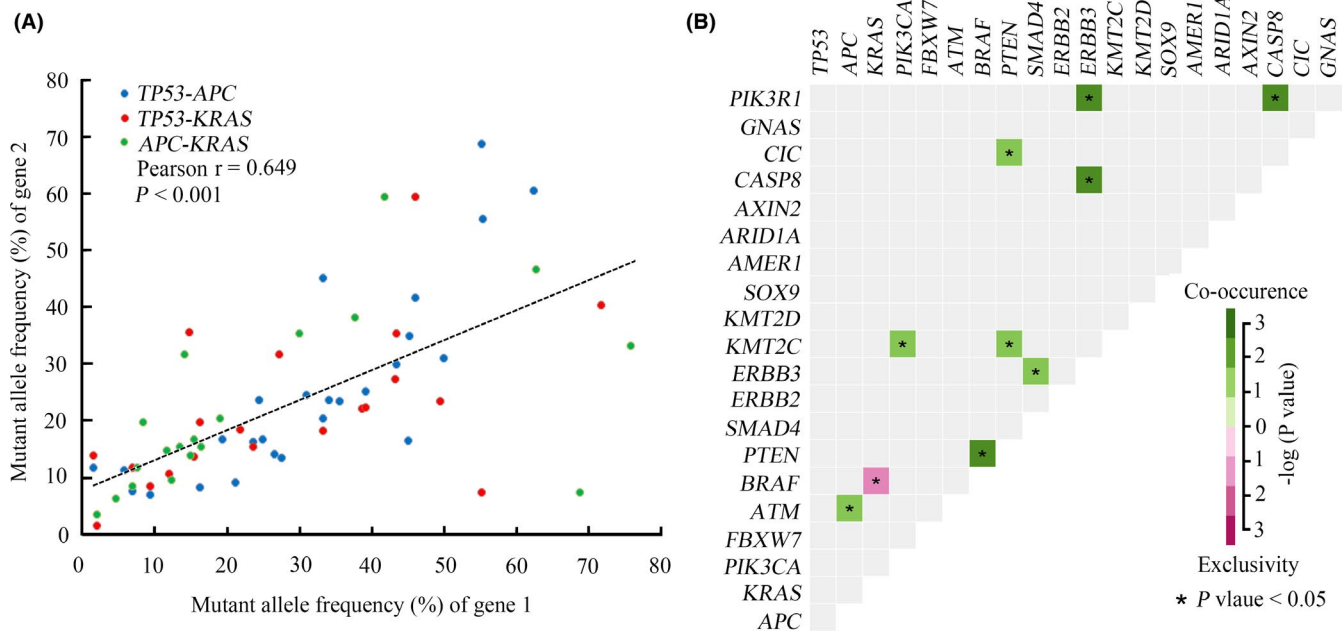 (A)
80
70
60
50
40
30
20
10
0
0 10 20 30 40 50 60 70 80
Mutant allele frequency (%) of gene 2
Mutant allele frequency (%) of gene 1
TP53-APC
TP53-KRAS
APC-KRAS
Pearson r = 0.649
P < 0.001
(B)
TP53
APC
KRAS
PIK3CA
FBXW7
ATM
BRAF
PTEN
SMAD4
ERBB2
ERBB3
KMT2C
KMT2D
SOX9
AMER1
ARID1A
AXIN2
CASP8
CIC
GNAS
PIK3R1 * *
GNAS
CIC *
CASP8 *
AXIN2
ARID1A
AMER1
SOX9
KMT2D
KMT2C * *
ERBB3 *
ERBB2
SMAD4
PTEN *
BRAF *
ATM *
FBXW7
PIK3CA
KRAS
APC
Co-occurence
3
2
1
0
1
2
3
-log (P value)
Exclusivity
* P vlaue < 0.05